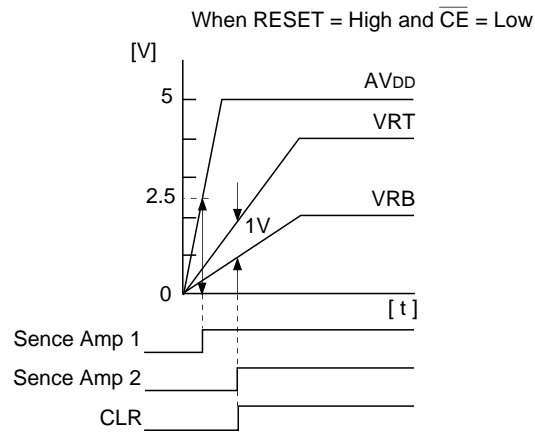 When RESET = High and CE = Low
[V]
AVDD
5
VRT
2.5
VRB
1V
0
[ t ]
Sence Amp 1
Sence Amp 2
CLR